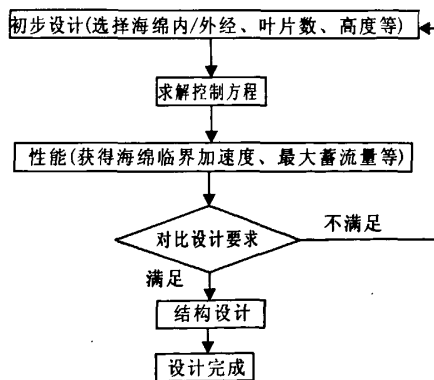 初步设计(选择海绵内/外经、叶片数、高度等)
求解控制方程
性能(获得海绵临界加速度、最大蓄流量等)
对比设计要求
不满足
满足
结构设计
设计完成